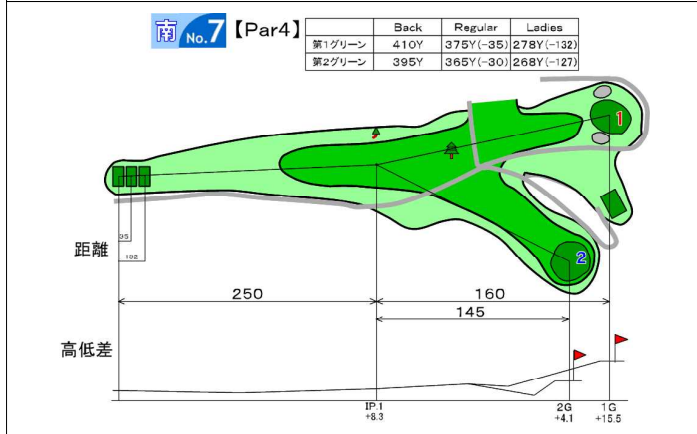 南 No.7 【Par4】
Back Regular Ladies
第1グリーン 410Y 375Y(-35) 278Y(-132)
第2グリーン 395Y 365Y(-30) 268Y(-127)
1
2
35
距離
102
250 160
145
高低差
IP.1 2G 1G
+8.3 +4.1 +15.5